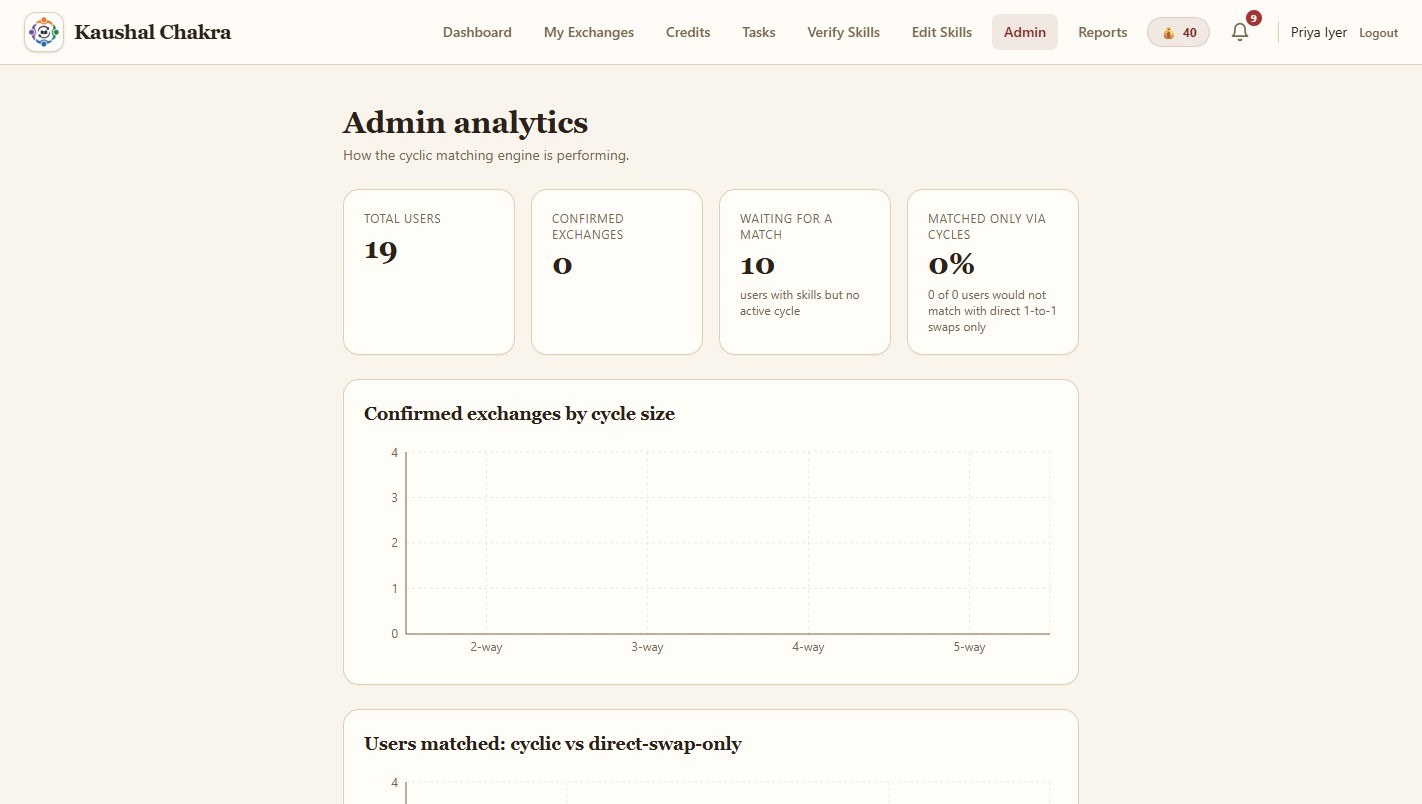 Kaushal Chakra
Dashboard My Exchanges Credits Tasks Verify Skills Edit Skills Admin Reports 40 9 Priya Iyer Logout
Admin analytics
How the cyclic matching engine is performing.
TOTAL USERS
19
CONFIRMED
EXCHANGES
0
WAITING FOR A
MATCH
10
users with skills but no
active cycle
MATCHED ONLY VIA
CYCLES
0%
0 of 0 users would not
match with direct 1-to-1
swaps only
Confirmed exchanges by cycle size
4
3
2
1
0
2-way 3-way 4-way 5-way
Users matched: cyclic vs direct-swap-only
4